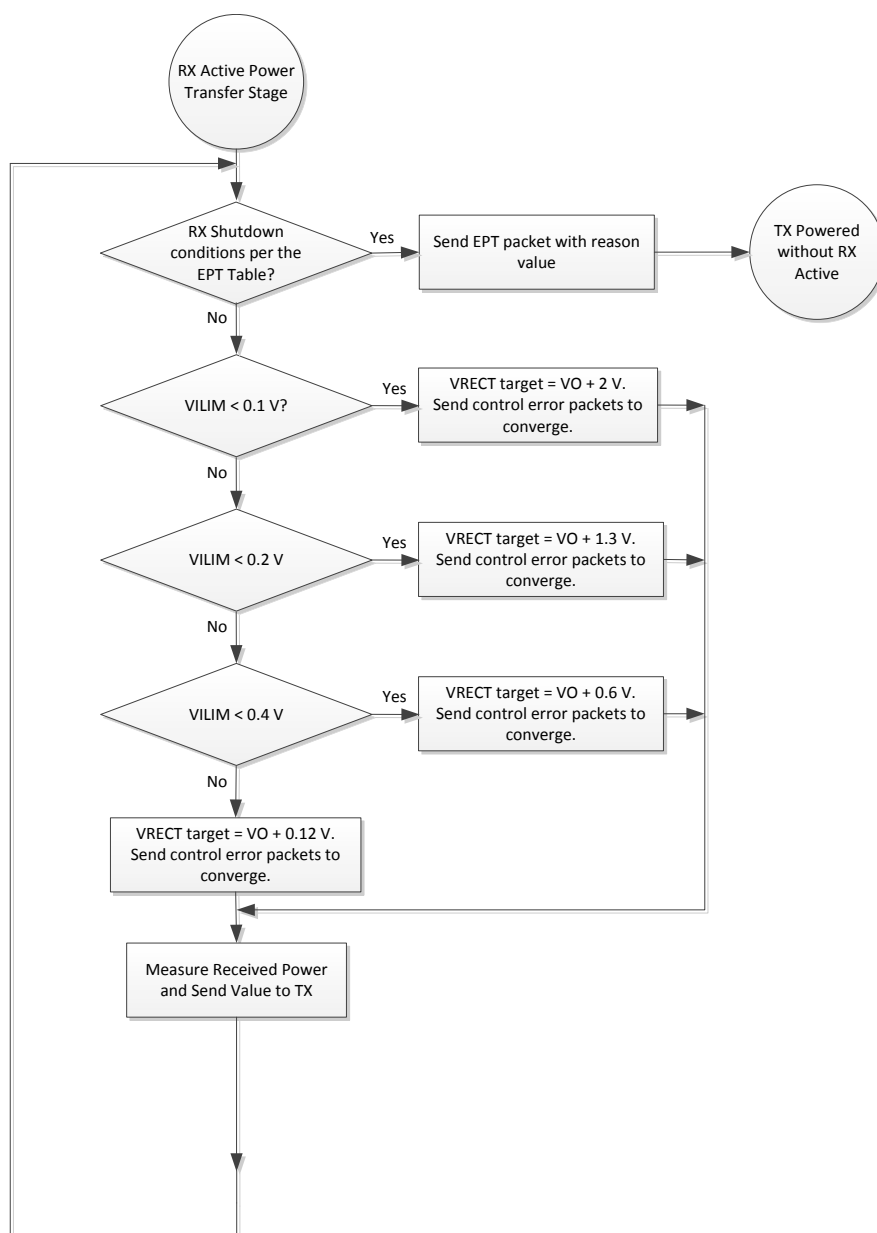 RX Active Power
Transfer Stage
RX Shutdown
conditions per the
EPT Table?
Yes
Send EPT packet with reason
value
TX Powered
without RX
Active
No
VILIM < 0.1 V?
Yes
VRECT target = VO + 2 V.
Send control error packets to
converge.
No
VILIM < 0.2 V
Yes
VRECT target = VO + 1.3 V.
Send control error packets to
converge.
No
VILIM < 0.4 V
Yes
VRECT target = VO + 0.6 V.
Send control error packets to
converge.
No
VRECT target = VO + 0.12 V.
Send control error packets to
converge.
Measure Received Power
and Send Value to TX